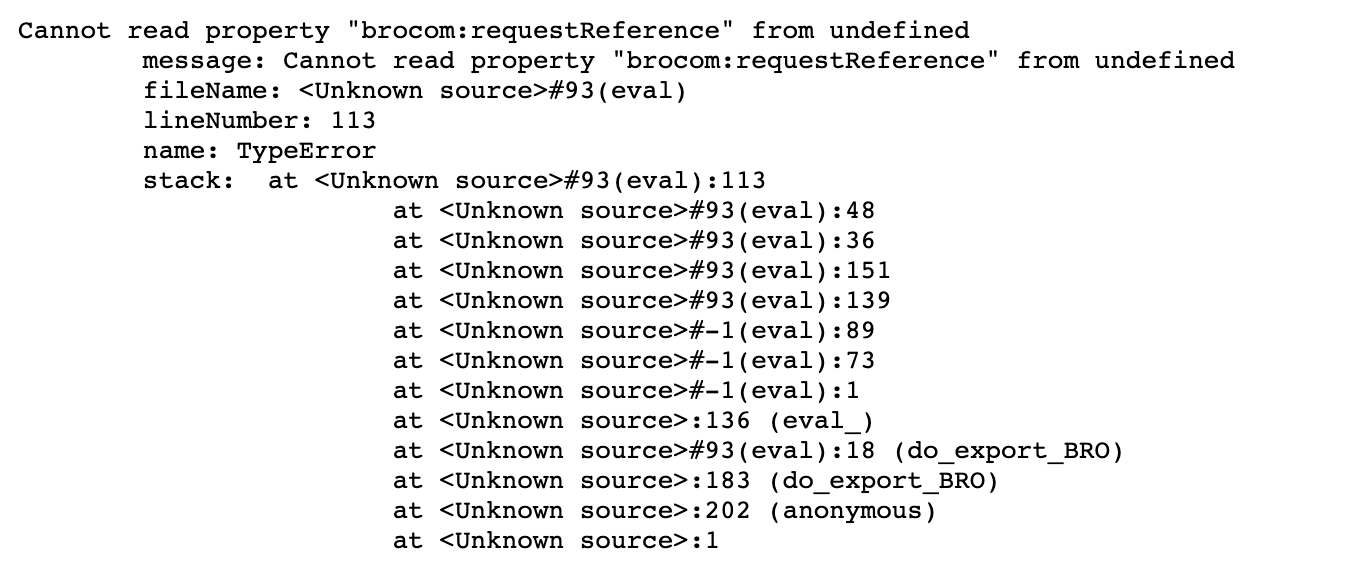 Cannot read property "brocom:requestReference" from undefined
message: Cannot read property "brocom:requestReference" from undefined
fileName: <Unknown source>#93(eval)
lineNumber: 113
name: TypeError
stack:  at <Unknown source>#93(eval):113
at <Unknown source>#93(eval):48
at <Unknown source>#93(eval):36
at <Unknown source>#93(eval):151
at <Unknown source>#93(eval):139
at <Unknown source>#-1(eval):89
at <Unknown source>#-1(eval):73
at <Unknown source>#-1(eval):1
at <Unknown source>:136 (eval_)
at <Unknown source>#93(eval):18 (do_export_BRO)
at <Unknown source>:183 (do_export_BRO)
at <Unknown source>:202 (anonymous)
at <Unknown source>:1